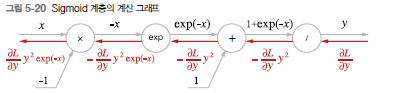 그림 5-20 Sigmoid 계층의 계산 그래프
x -x exp(-x) 1+exp(-x) y
× exp + /
∂L/∂y y² exp(-x) -∂L/∂y y² exp(-x) -∂L/∂y y² -∂L/∂y y² ∂L/∂y
-1 1